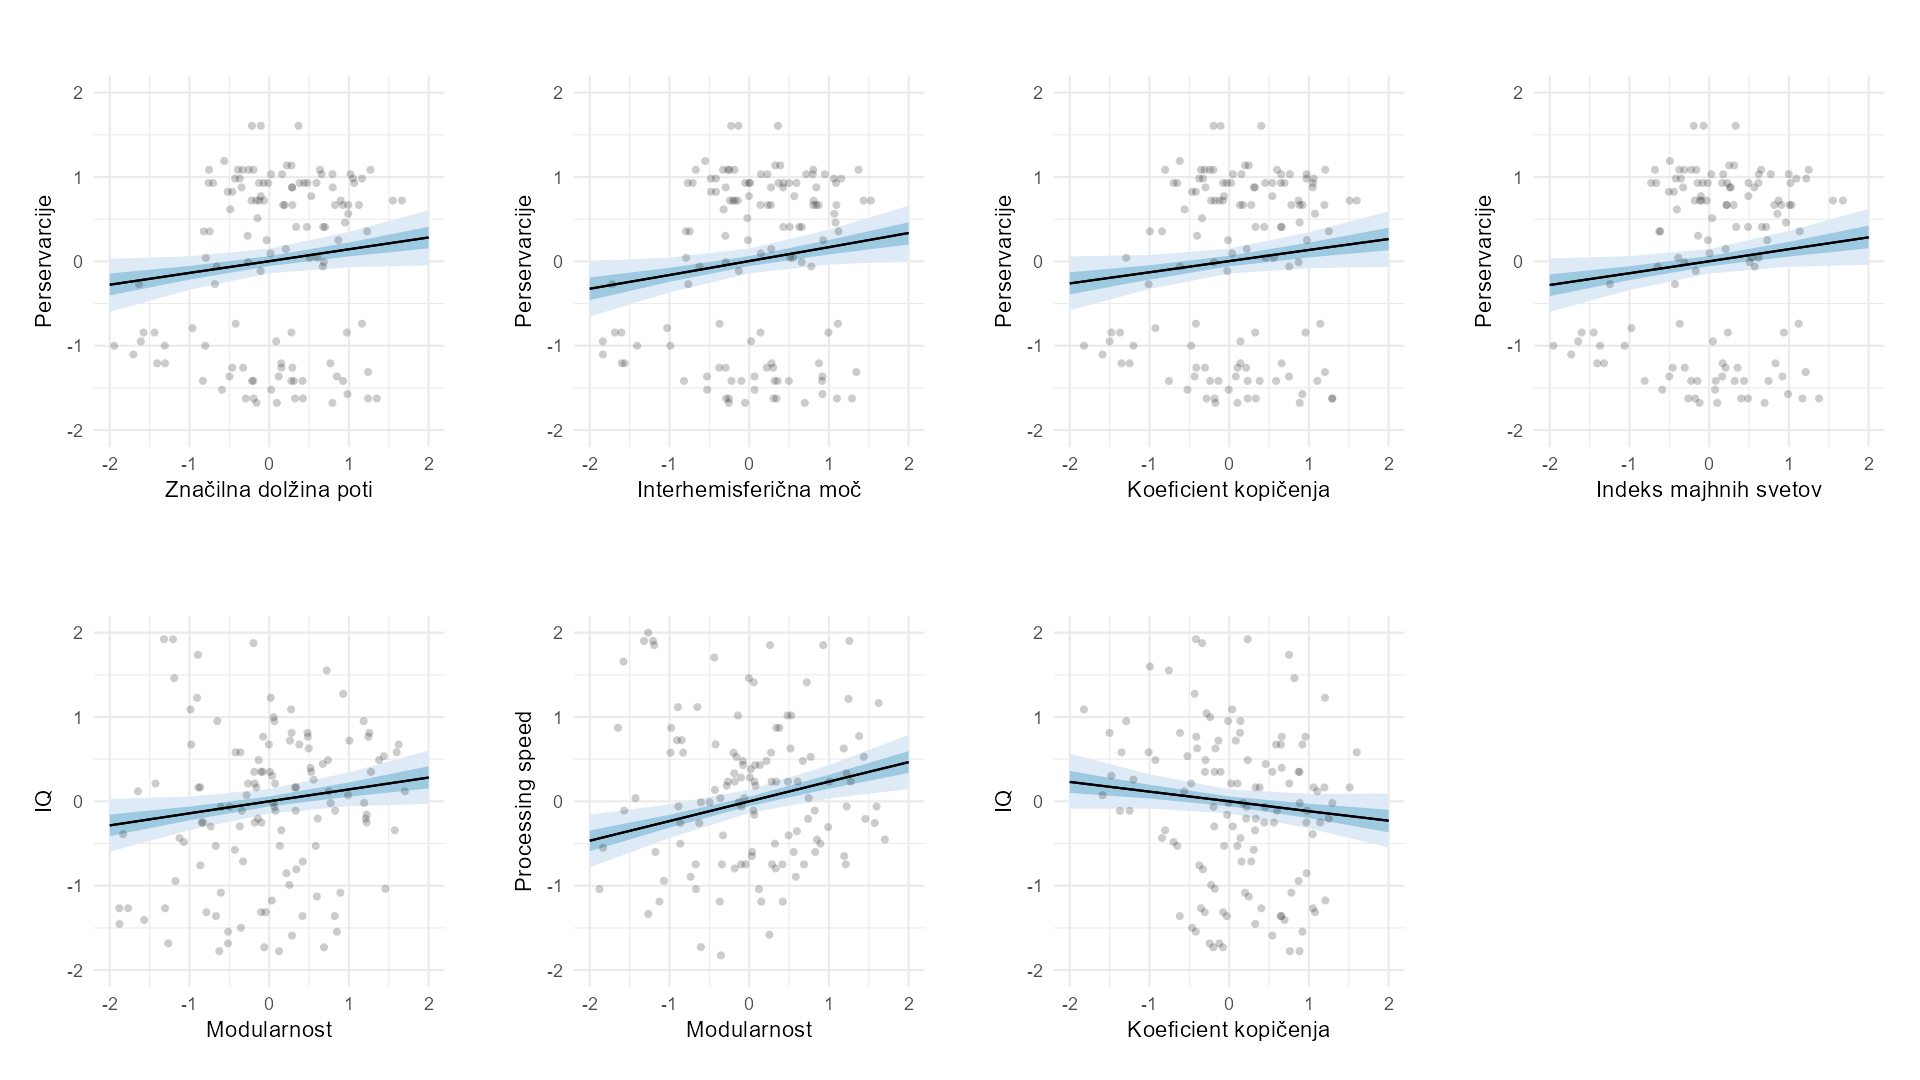 2
1
0
-1
-2
Perservarcije
-2 -1 0 1 2
Značilna dolžina poti
2
1
0
-1
-2
Perservarcije
-2 -1 0 1 2
Interhemisferična moč
2
1
0
-1
-2
Perservarcije
-2 -1 0 1 2
Koeficient kopičenja
2
1
0
-1
-2
Perservarcije
-2 -1 0 1 2
Indeks majhnih svetov
2
1
0
-1
-2
IQ
-2 -1 0 1 2
Modularnost
2
1
0
-1
-2
Processing speed
-2 -1 0 1 2
Modularnost
2
1
0
-1
-2
IQ
-2 -1 0 1 2
Koeficient kopičenja